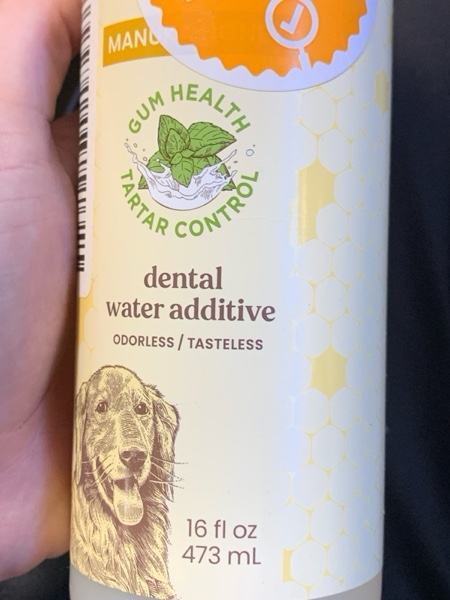 GUM HEALTH
TARTAR CONTROL
dental
water additive
ODORLESS / TASTELESS
16 fl oz
473 mL